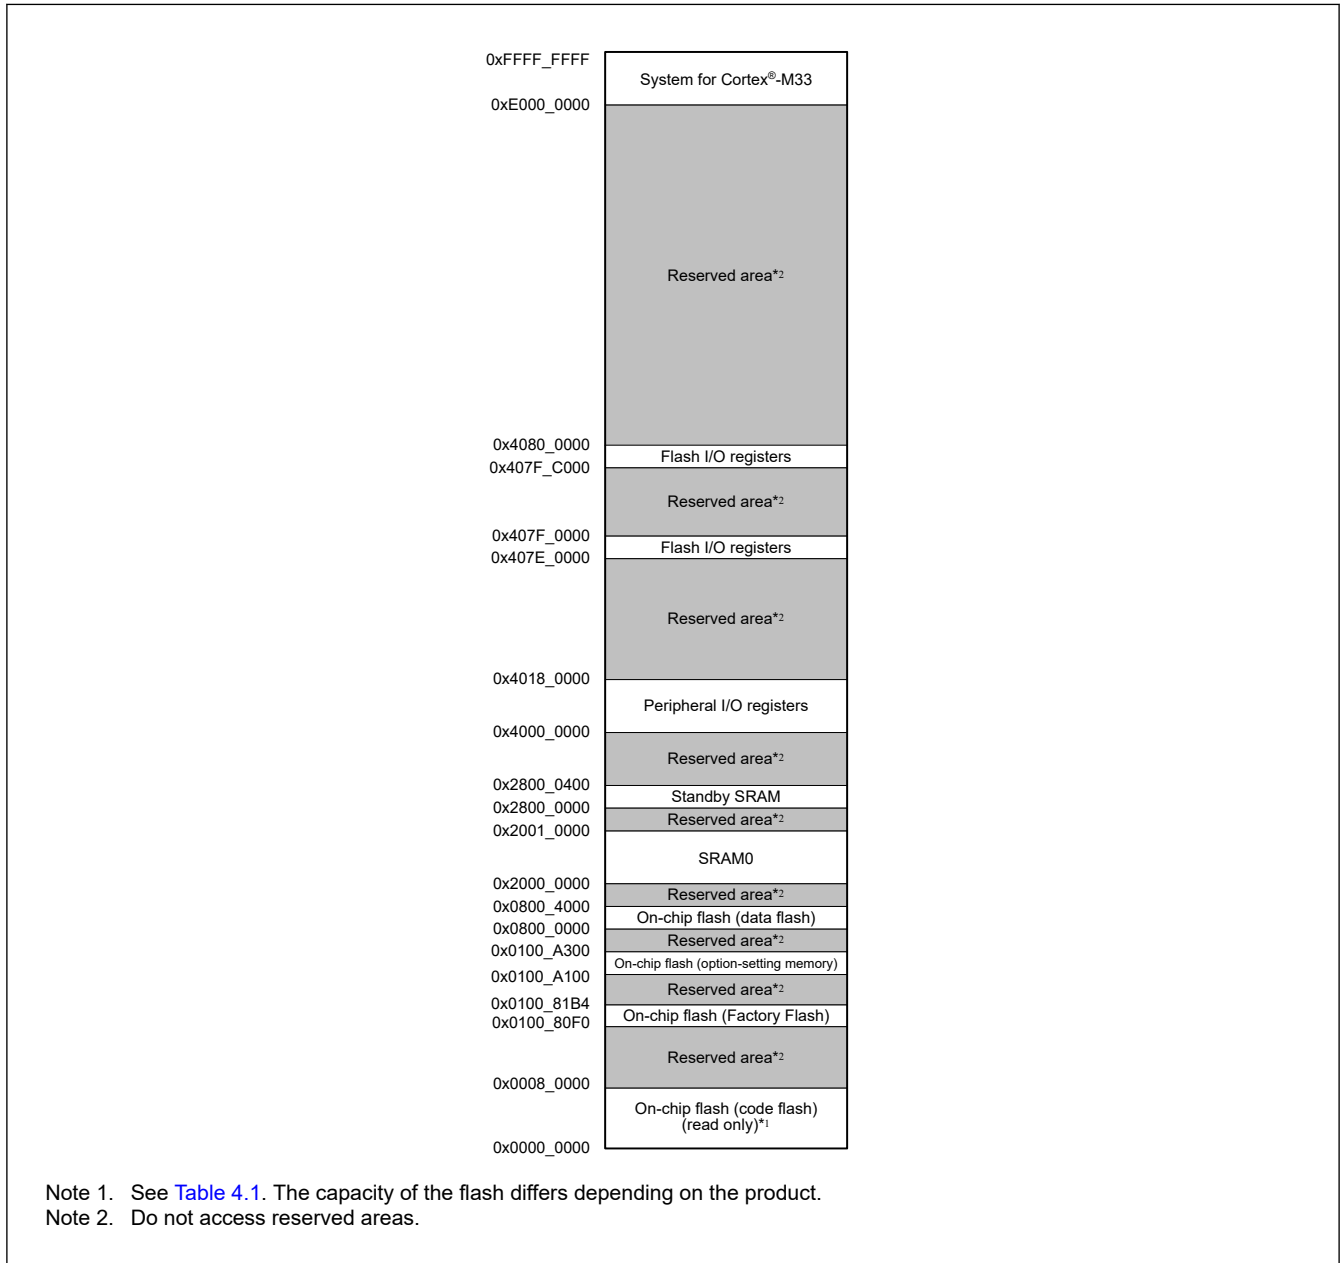 0xFFFF_FFFF
System for Cortex®-M33
0xE000_0000
Reserved area*2
0x4080_0000
Flash I/O registers
0x407F_C000
Reserved area*2
0x407F_0000
Flash I/O registers
0x407E_0000
Reserved area*2
0x4018_0000
Peripheral I/O registers
0x4000_0000
Reserved area*2
0x2800_0400
Standby SRAM
0x2800_0000
Reserved area*2
0x2001_0000
SRAM0
0x2000_0000
Reserved area*2
0x0800_4000
On-chip flash (data flash)
0x0800_0000
Reserved area*2
0x0100_A300
On-chip flash (option-setting memory)
0x0100_A100
Reserved area*2
0x0100_81B4
On-chip flash (Factory Flash)
0x0100_80F0
Reserved area*2
0x0008_0000
On-chip flash (code flash)
(read only)*1
0x0000_0000
Note 1. See Table 4.1. The capacity of the flash differs depending on the product.
Note 2. Do not access reserved areas.